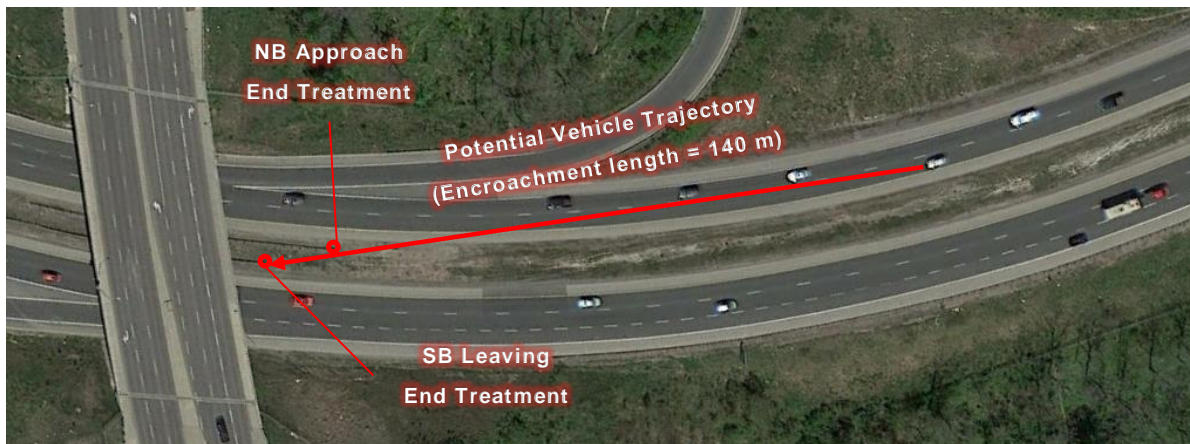 NB Approach
End Treatment
Potential Vehicle Trajectory
(Encroachment length = 140 m)
SB Leaving
End Treatment